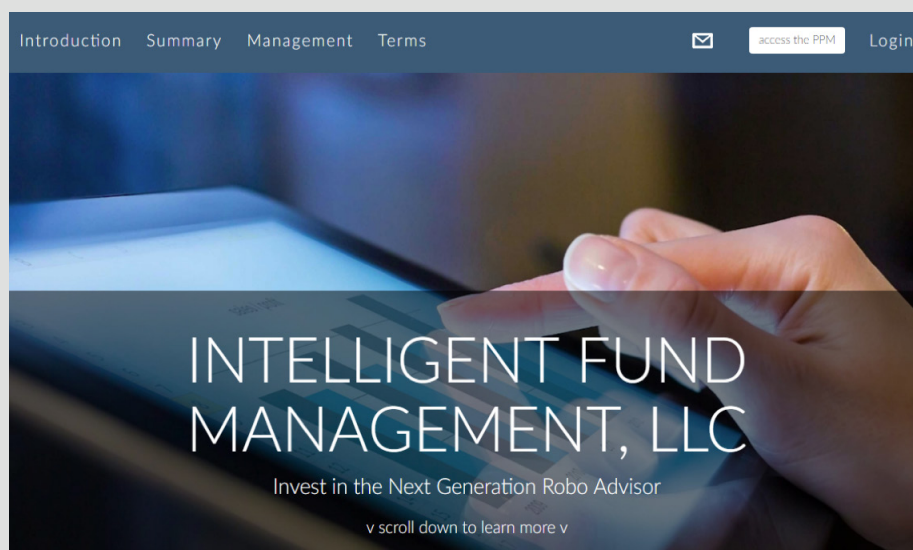 Introduction Summary Management Terms access the PPM Login
INTELLIGENT FUND
MANAGEMENT, LLC
Invest in the Next Generation Robo Advisor
v scroll down to learn more v